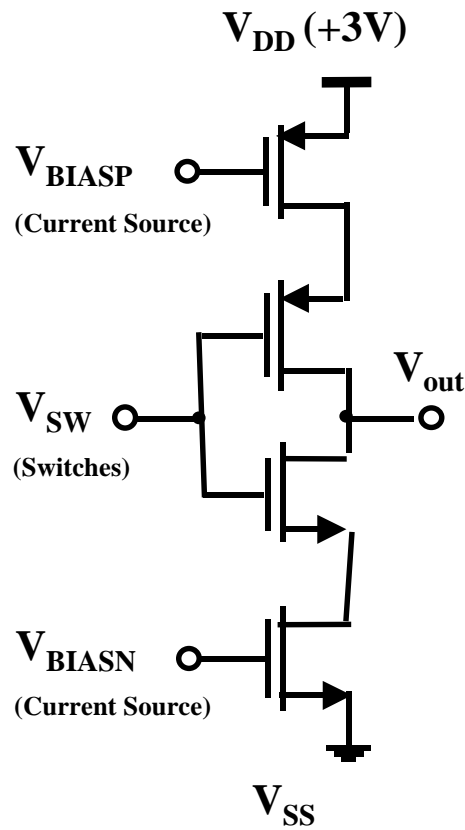 V_DD (+3V)
V_BIASP
(Current Source)
V_out
V_SW
(Switches)
V_BIASN
(Current Source)
V_SS